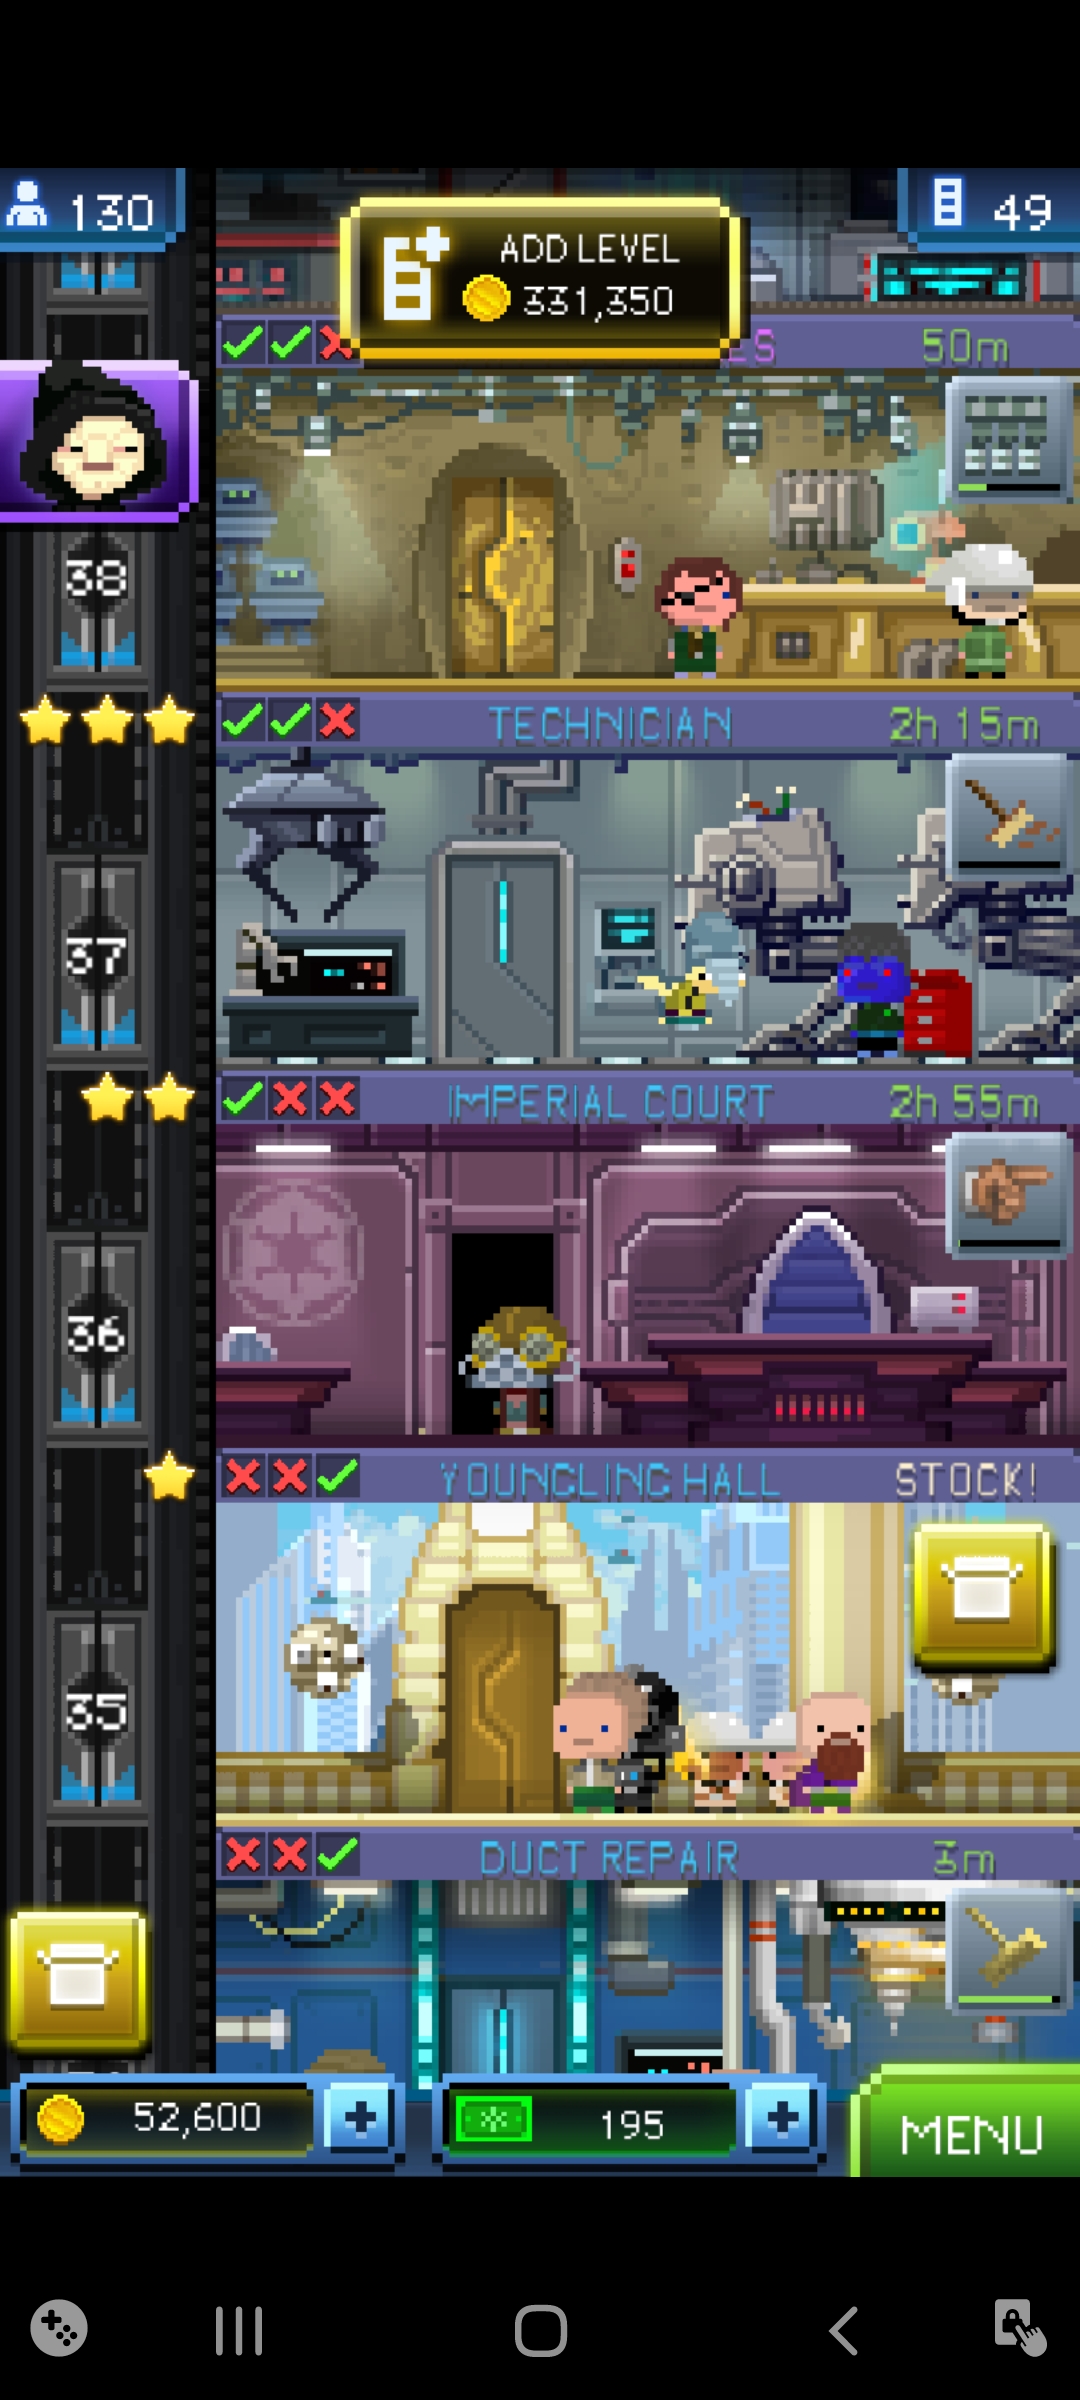 130
ADD LEVEL
331,350
49
ES 50m
38
TECHNICIAN 2h 15m
37
IMPERIAL COURT 2h 55m
36
YOUNGLING HALL STOCK!
35
DUCT REPAIR 3m
52,600
195
MENU